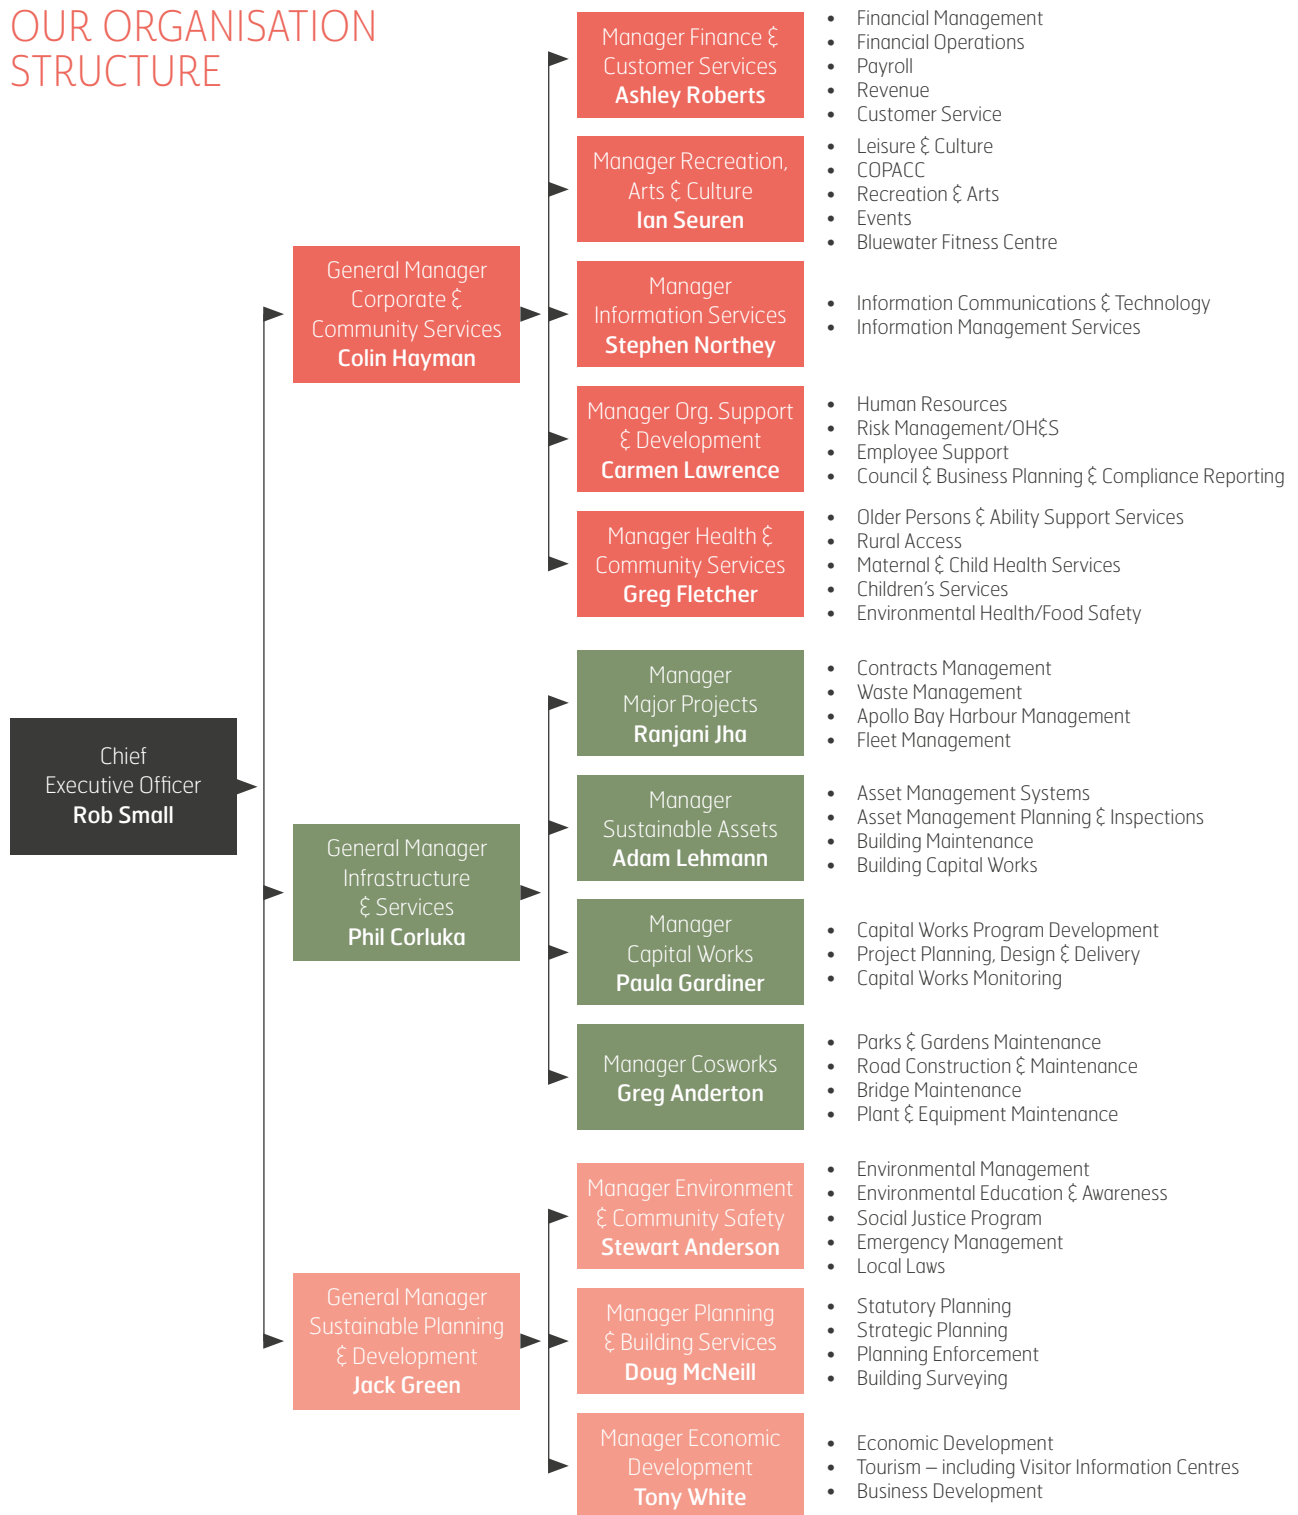 OUR ORGANISATION
STRUCTURE
Chief
Executive Officer
Rob Small
General Manager
Corporate &
Community Services
Colin Hayman
Manager Finance &
Customer Services
Ashley Roberts
• Financial Management
• Financial Operations
• Payroll
• Revenue
• Customer Service
Manager Recreation,
Arts & Culture
Ian Seuren
• Leisure & Culture
• COPACC
• Recreation & Arts
• Events
• Bluewater Fitness Centre
Manager
Information Services
Stephen Northey
• Information Communications & Technology
• Information Management Services
Manager Org. Support
& Development
Carmen Lawrence
• Human Resources
• Risk Management/OH&S
• Employee Support
• Council & Business Planning & Compliance Reporting
Manager Health &
Community Services
Greg Fletcher
• Older Persons & Ability Support Services
• Rural Access
• Maternal & Child Health Services
• Children’s Services
• Environmental Health/Food Safety
General Manager
Infrastructure
& Services
Phil Corluka
Manager
Major Projects
Ranjani Jha
• Contracts Management
• Waste Management
• Apollo Bay Harbour Management
• Fleet Management
Manager
Sustainable Assets
Adam Lehmann
• Asset Management Systems
• Asset Management Planning & Inspections
• Building Maintenance
• Building Capital Works
Manager
Capital Works
Paula Gardiner
• Capital Works Program Development
• Project Planning, Design & Delivery
• Capital Works Monitoring
Manager Cosworks
Greg Anderton
• Parks & Gardens Maintenance
• Road Construction & Maintenance
• Bridge Maintenance
• Plant & Equipment Maintenance
General Manager
Sustainable Planning
& Development
Jack Green
Manager Environment
& Community Safety
Stewart Anderson
• Environmental Management
• Environmental Education & Awareness
• Social Justice Program
• Emergency Management
• Local Laws
Manager Planning
& Building Services
Doug McNeill
• Statutory Planning
• Strategic Planning
• Planning Enforcement
• Building Surveying
Manager Economic
Development
Tony White
• Economic Development
• Tourism – including Visitor Information Centres
• Business Development